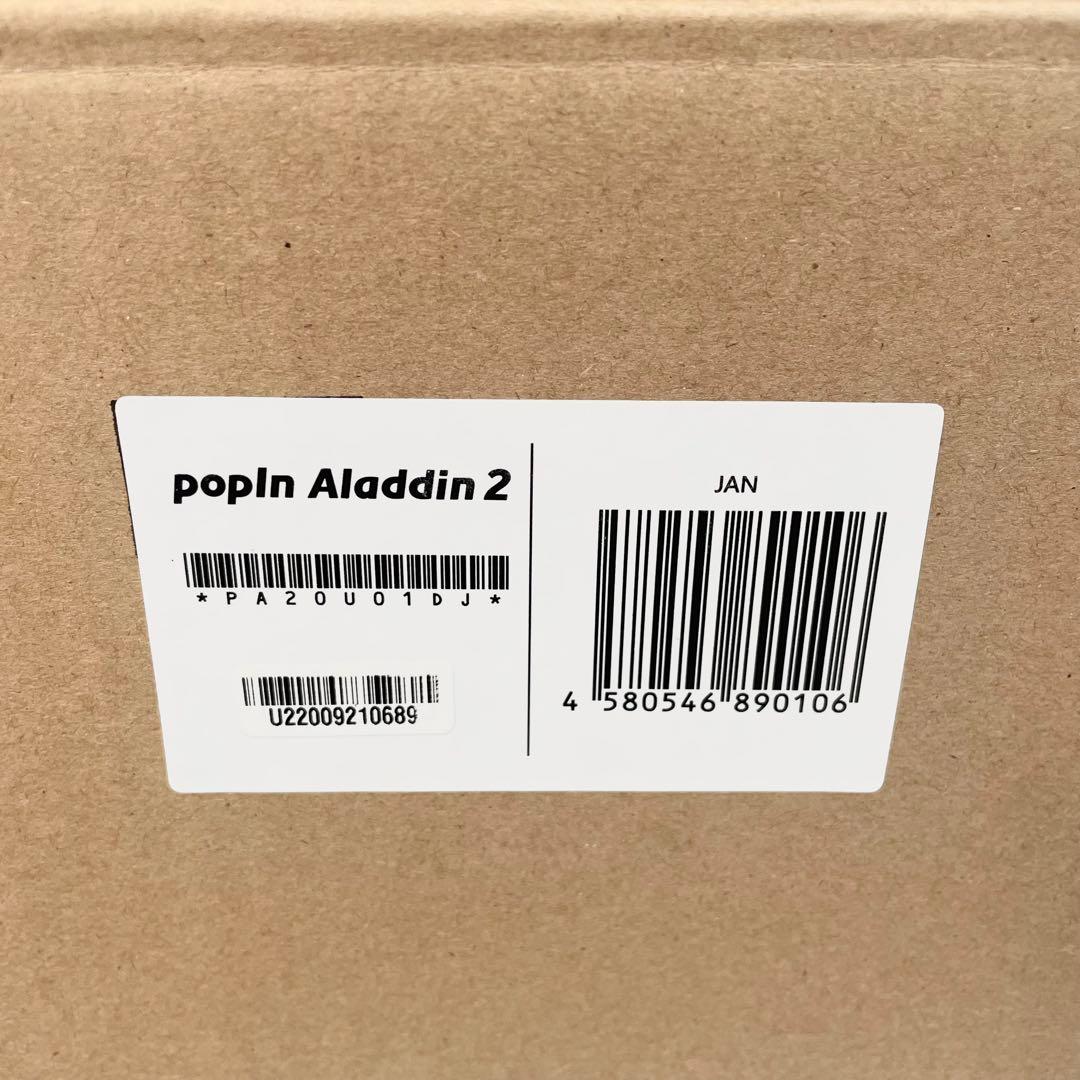 popIn Aladdin 2
*PA20U01DJ*
U22009210689
JAN
4 580546 890106